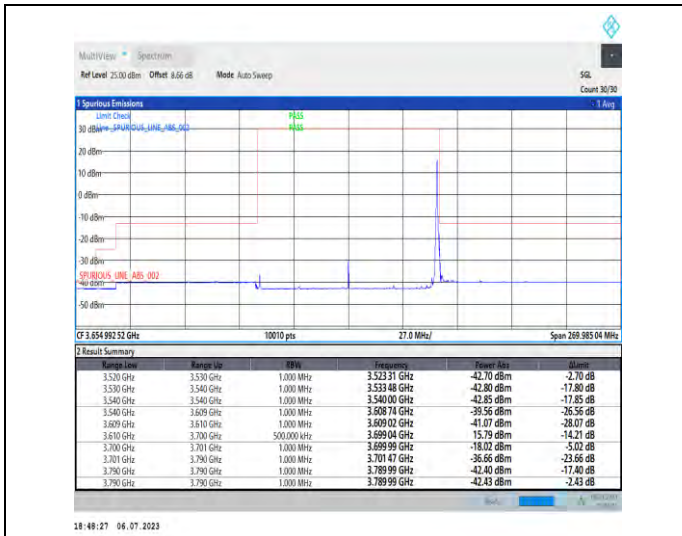 MultiView Spectrum
Ref Level 25.00 dBm Offset 8.66 dB Mode Auto Sweep SGL
Count 30/30
1 Spurious Emissions 1 Avg
Limit Check PASS
30 dBm Line _SPURIOUS_LINE_ABS_002 PASS
20 dBm
10 dBm
0 dBm
-10 dBm
-20 dBm
-30 dBm
SPURIOUS_LINE_ABS_002
-40 dBm
-50 dBm
CF 3.654 992 52 GHz 10010 pts 27.0 MHz/ Span 269.985 04 MHz
2 Result Summary
Range Low Range Up RBW Frequency Power Abs ΔLimit
3.520 GHz 3.530 GHz 1.000 MHz 3.523 31 GHz -42.70 dBm -2.70 dB
3.530 GHz 3.540 GHz 1.000 MHz 3.533 48 GHz -42.80 dBm -17.80 dB
3.540 GHz 3.540 GHz 1.000 MHz 3.540 00 GHz -42.85 dBm -17.85 dB
3.540 GHz 3.609 GHz 1.000 MHz 3.608 74 GHz -39.56 dBm -26.56 dB
3.609 GHz 3.610 GHz 1.000 MHz 3.609 02 GHz -41.07 dBm -28.07 dB
3.610 GHz 3.700 GHz 500.000 kHz 3.699 04 GHz 15.79 dBm -14.21 dB
3.700 GHz 3.701 GHz 1.000 MHz 3.699 99 GHz -18.02 dBm -5.02 dB
3.701 GHz 3.790 GHz 1.000 MHz 3.701 47 GHz -36.66 dBm -23.66 dB
3.790 GHz 3.790 GHz 1.000 MHz 3.789 99 GHz -42.40 dBm -17.40 dB
3.790 GHz 3.790 GHz 1.000 MHz 3.789 99 GHz -42.43 dBm -2.43 dB
18:48:27 06.07.2023